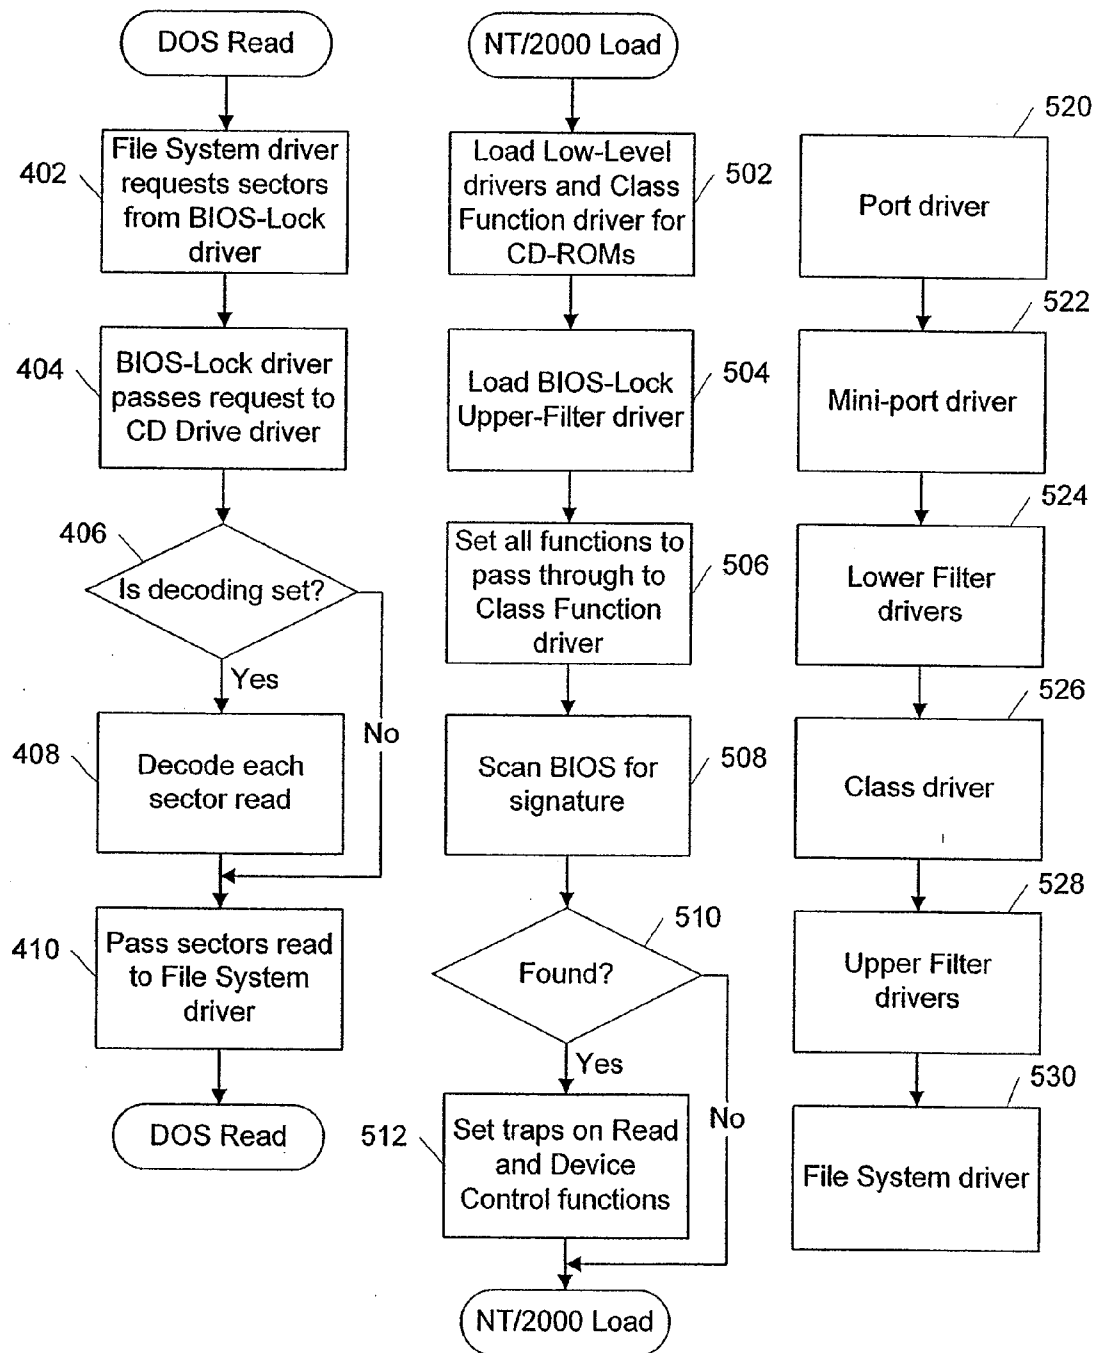 DOS Read
402
File System driver
requests sectors
from BIOS-Lock
driver
404
BIOS-Lock driver
passes request to
CD Drive driver
406
Is decoding set?
Yes
No
408
Decode each
sector read
410
Pass sectors read
to File System
driver
DOS Read
NT/2000 Load
Load Low-Level
drivers and Class
Function driver for
CD-ROMs
502
Load BIOS-Lock
Upper-Filter driver
504
Set all functions to
pass through to
Class Function
driver
506
Scan BIOS for
signature
508
510
Found?
Yes
No
512
Set traps on Read
and Device
Control functions
NT/2000 Load
520
Port driver
522
Mini-port driver
524
Lower Filter
drivers
526
Class driver
528
Upper Filter
drivers
530
File System driver